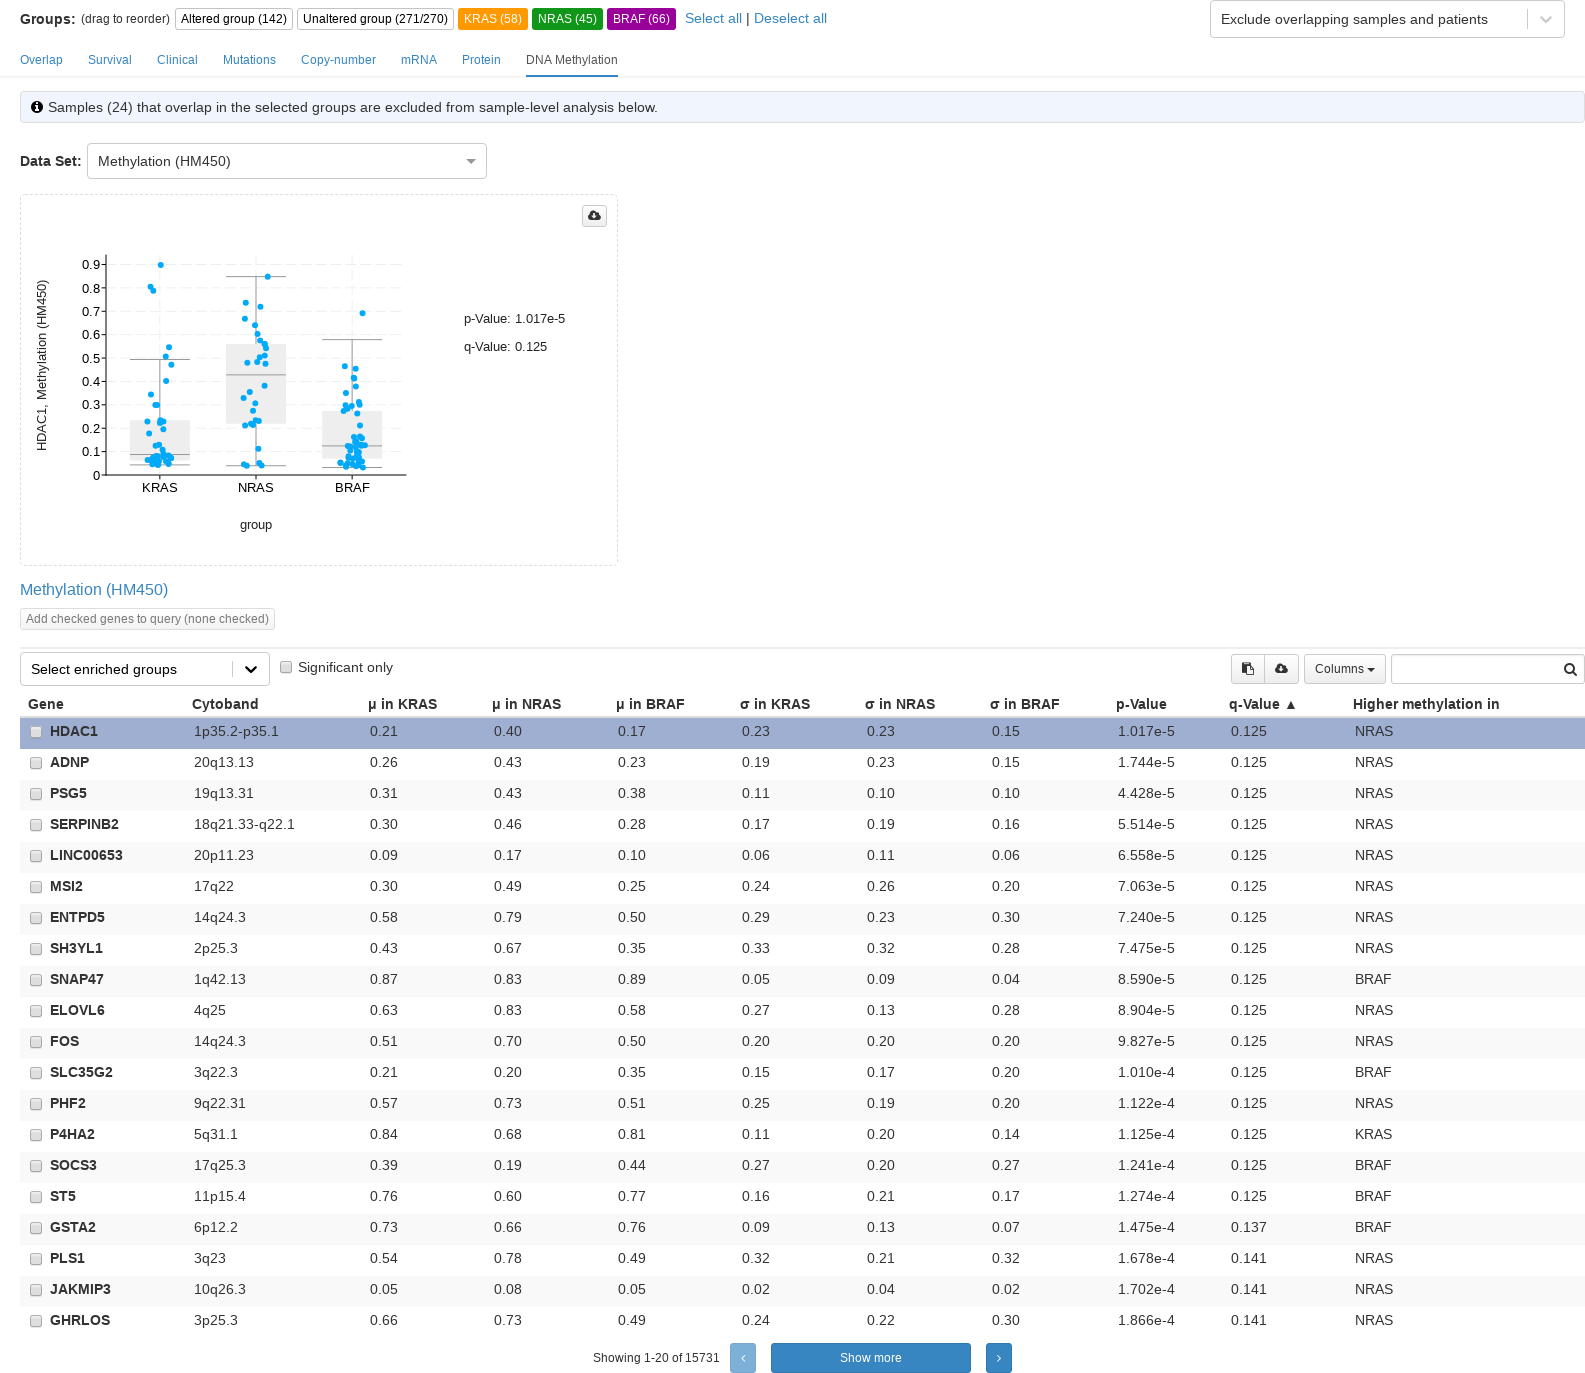 Groups: (drag to reorder) Altered group (142) Unaltered group (271/270) KRAS (58) NRAS (45) BRAF (66) Select all | Deselect all Exclude overlapping samples and patients
Overlap Survival Clinical Mutations Copy-number mRNA Protein DNA Methylation
Samples (24) that overlap in the selected groups are excluded from sample-level analysis below.
Data Set: Methylation (HM450)
HDAC1, Methylation (HM450)
0.9
0.8
0.7
0.6
0.5
0.4
0.3
0.2
0.1
0
KRAS NRAS BRAF
group
p-Value: 1.017e-5
q-Value: 0.125
Methylation (HM450)
Add checked genes to query (none checked)
Select enriched groups Significant only Columns
Gene Cytoband μ in KRAS μ in NRAS μ in BRAF σ in KRAS σ in NRAS σ in BRAF p-Value q-Value ▲ Higher methylation in
HDAC1 1p35.2-p35.1 0.21 0.40 0.17 0.23 0.23 0.15 1.017e-5 0.125 NRAS
ADNP 20q13.13 0.26 0.43 0.23 0.19 0.23 0.15 1.744e-5 0.125 NRAS
PSG5 19q13.31 0.31 0.43 0.38 0.11 0.10 0.10 4.428e-5 0.125 NRAS
SERPINB2 18q21.33-q22.1 0.30 0.46 0.28 0.17 0.19 0.16 5.514e-5 0.125 NRAS
LINC00653 20p11.23 0.09 0.17 0.10 0.06 0.11 0.06 6.558e-5 0.125 NRAS
MSI2 17q22 0.30 0.49 0.25 0.24 0.26 0.20 7.063e-5 0.125 NRAS
ENTPD5 14q24.3 0.58 0.79 0.50 0.29 0.23 0.30 7.240e-5 0.125 NRAS
SH3YL1 2p25.3 0.43 0.67 0.35 0.33 0.32 0.28 7.475e-5 0.125 NRAS
SNAP47 1q42.13 0.87 0.83 0.89 0.05 0.09 0.04 8.590e-5 0.125 BRAF
ELOVL6 4q25 0.63 0.83 0.58 0.27 0.13 0.28 8.904e-5 0.125 NRAS
FOS 14q24.3 0.51 0.70 0.50 0.20 0.20 0.20 9.827e-5 0.125 NRAS
SLC35G2 3q22.3 0.21 0.20 0.35 0.15 0.17 0.20 1.010e-4 0.125 BRAF
PHF2 9q22.31 0.57 0.73 0.51 0.25 0.19 0.20 1.122e-4 0.125 NRAS
P4HA2 5q31.1 0.84 0.68 0.81 0.11 0.20 0.14 1.125e-4 0.125 KRAS
SOCS3 17q25.3 0.39 0.19 0.44 0.27 0.20 0.27 1.241e-4 0.125 BRAF
ST5 11p15.4 0.76 0.60 0.77 0.16 0.21 0.17 1.274e-4 0.125 BRAF
GSTA2 6p12.2 0.73 0.66 0.76 0.09 0.13 0.07 1.475e-4 0.137 BRAF
PLS1 3q23 0.54 0.78 0.49 0.32 0.21 0.32 1.678e-4 0.141 NRAS
JAKMIP3 10q26.3 0.05 0.08 0.05 0.02 0.04 0.02 1.702e-4 0.141 NRAS
GHRLOS 3p25.3 0.66 0.73 0.49 0.24 0.22 0.30 1.866e-4 0.141 NRAS
Showing 1-20 of 15731 ‹ Show more ›